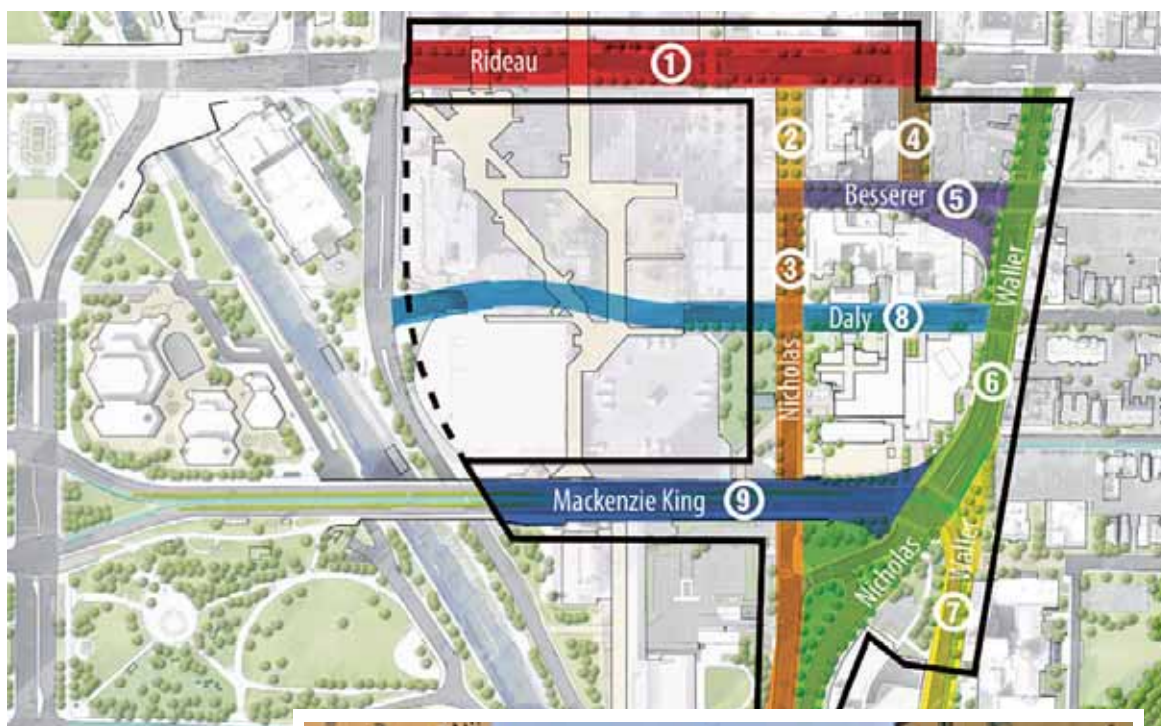 Rideau 1
2
4
Besserer 5
3
Waller
Daly 8
Nicholas
6
Mackenzie King 9
Nicholas
Waller
7